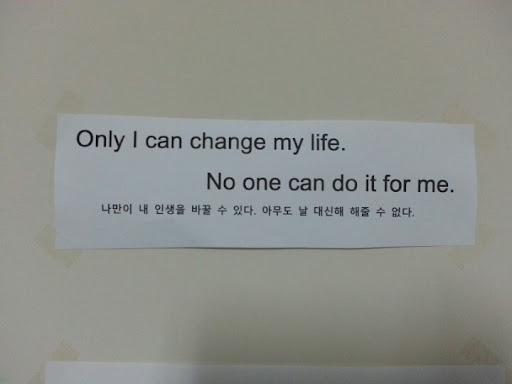 Only I can change my life.
No one can do it for me.
나만이 내 인생을 바꿀 수 있다. 아무도 날 대신해 해줄 수 없다.